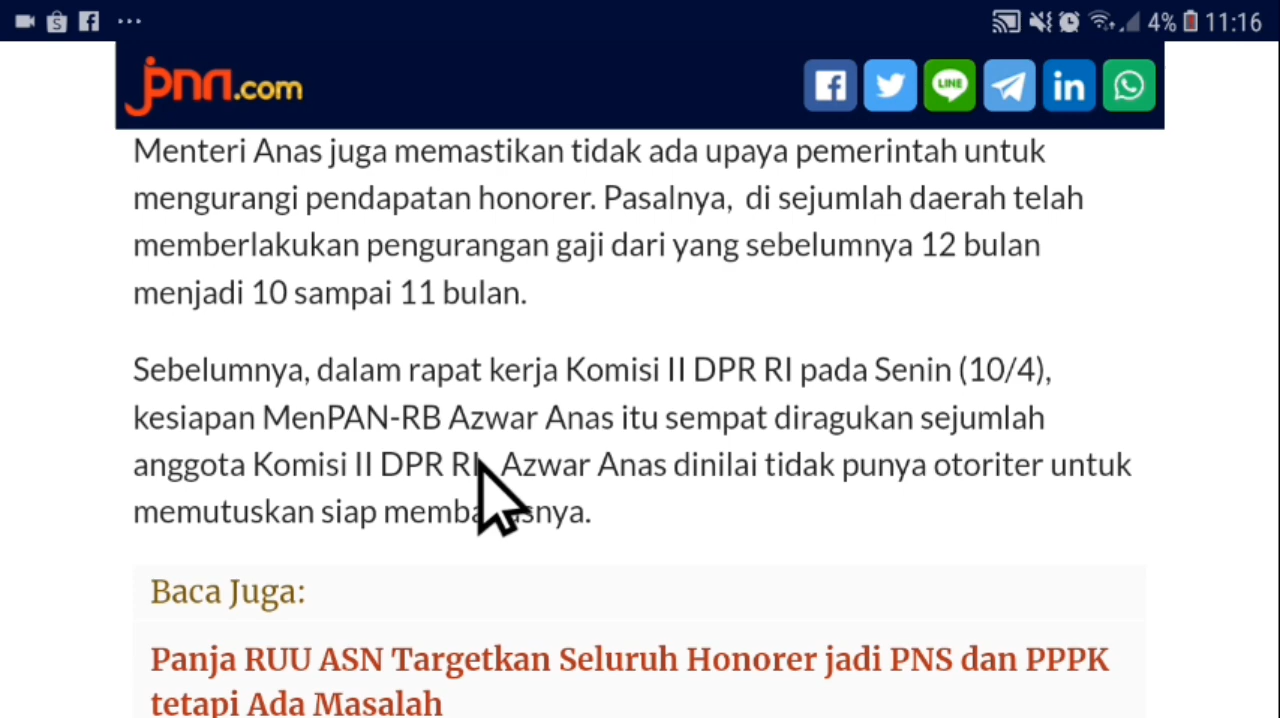 4% 11:16
jpnn.com
LINE
in
Menteri Anas juga memastikan tidak ada upaya pemerintah untuk
mengurangi pendapatan honorer. Pasalnya, di sejumlah daerah telah
memberlakukan pengurangan gaji dari yang sebelumnya 12 bulan
menjadi 10 sampai 11 bulan.
Sebelumnya, dalam rapat kerja Komisi II DPR RI pada Senin (10/4),
kesiapan MenPAN-RB Azwar Anas itu sempat diragukan sejumlah
anggota Komisi II DPR RI. Azwar Anas dinilai tidak punya otoriter untuk
memutuskan siap membahasnya.
Baca Juga:
Panja RUU ASN Targetkan Seluruh Honorer jadi PNS dan PPPK
tetapi Ada Masalah